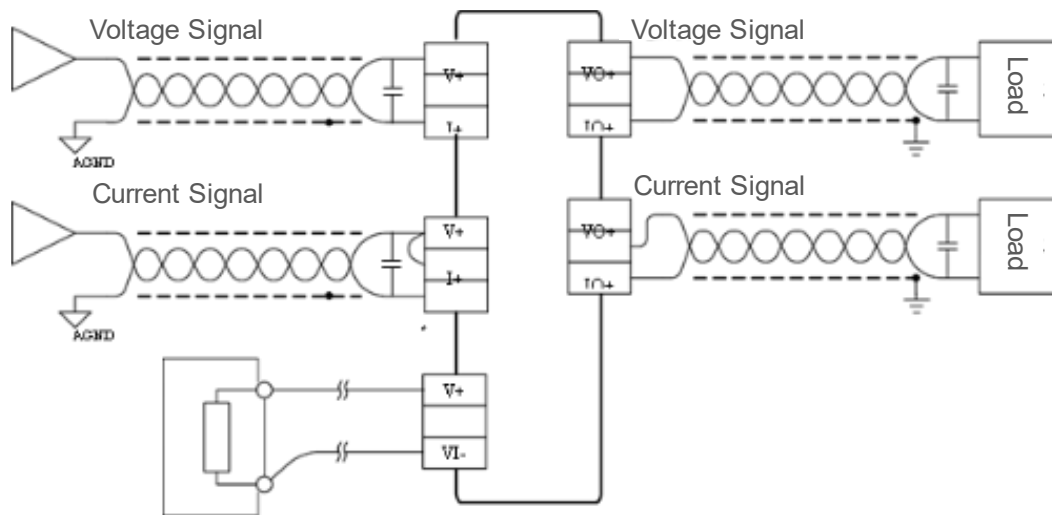 Voltage Signal
V+
I+
AGND
Voltage Signal
VO+
IO+
Load
Current Signal
V+
I+
AGND
Current Signal
VO+
IO+
Load
V+
VI-